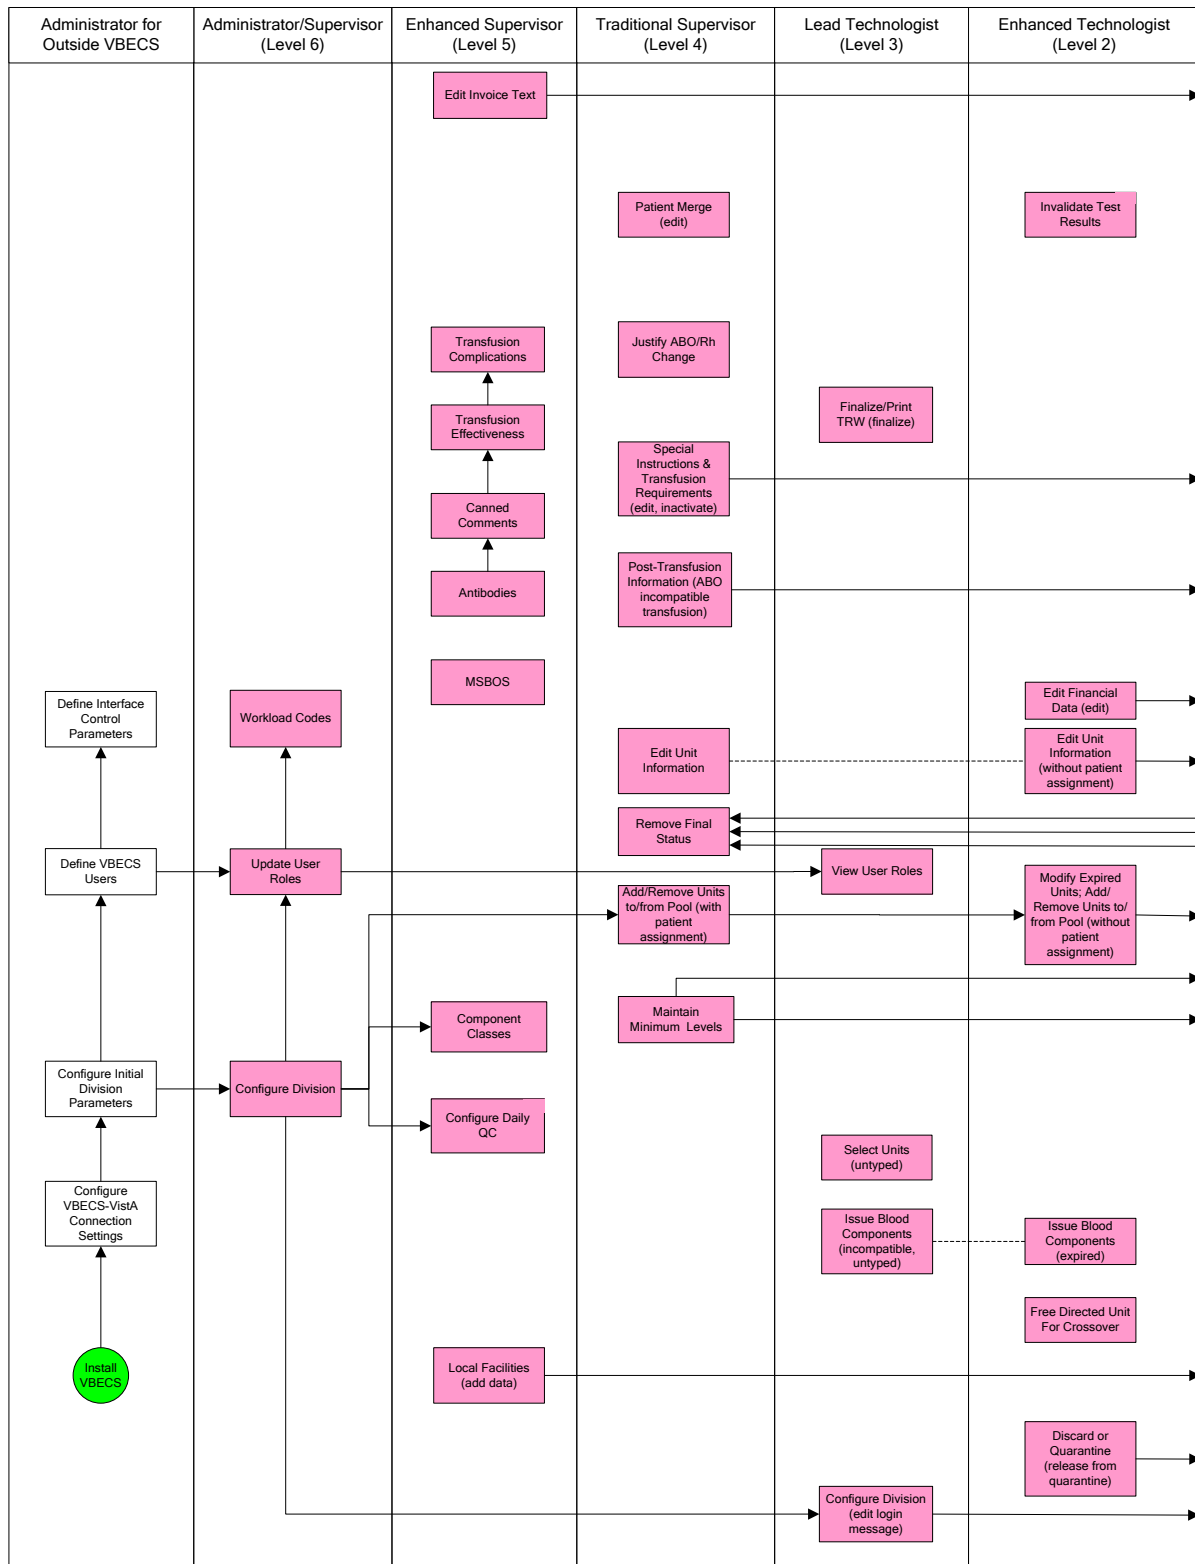 Administrator for
Outside VBECS
Administrator/Supervisor
(Level 6)
Enhanced Supervisor
(Level 5)
Traditional Supervisor
(Level 4)
Lead Technologist
(Level 3)
Enhanced Technologist
(Level 2)
Edit Invoice Text
Patient Merge
(edit)
Invalidate Test
Results
Transfusion
Complications
Justify ABO/Rh
Change
Transfusion
Effectiveness
Finalize/Print
TRW (finalize)
Special
Instructions &
Transfusion
Requirements
(edit, inactivate)
Canned
Comments
Antibodies
Post-Transfusion
Information (ABO
incompatible
transfusion)
MSBOS
Define Interface
Control
Parameters
Workload Codes
Edit Financial
Data (edit)
Edit Unit
Information
Edit Unit
Information
(without patient
assignment)
Remove Final
Status
Define VBECS
Users
Update User
Roles
View User Roles
Add/Remove Units
to/from Pool (with
patient
assignment)
Modify Expired
Units; Add/
Remove Units to/
from Pool (without
patient
assignment)
Component
Classes
Maintain
Minimum Levels
Configure Initial
Division
Parameters
Configure Division
Configure Daily
QC
Select Units
(untyped)
Configure
VBECS-VistA
Connection
Settings
Issue Blood
Components
(incompatible,
untyped)
Issue Blood
Components
(expired)
Free Directed Unit
For Crossover
Install
VBECS
Local Facilities
(add data)
Discard or
Quarantine
(release from
quarantine)
Configure Division
(edit login
message)